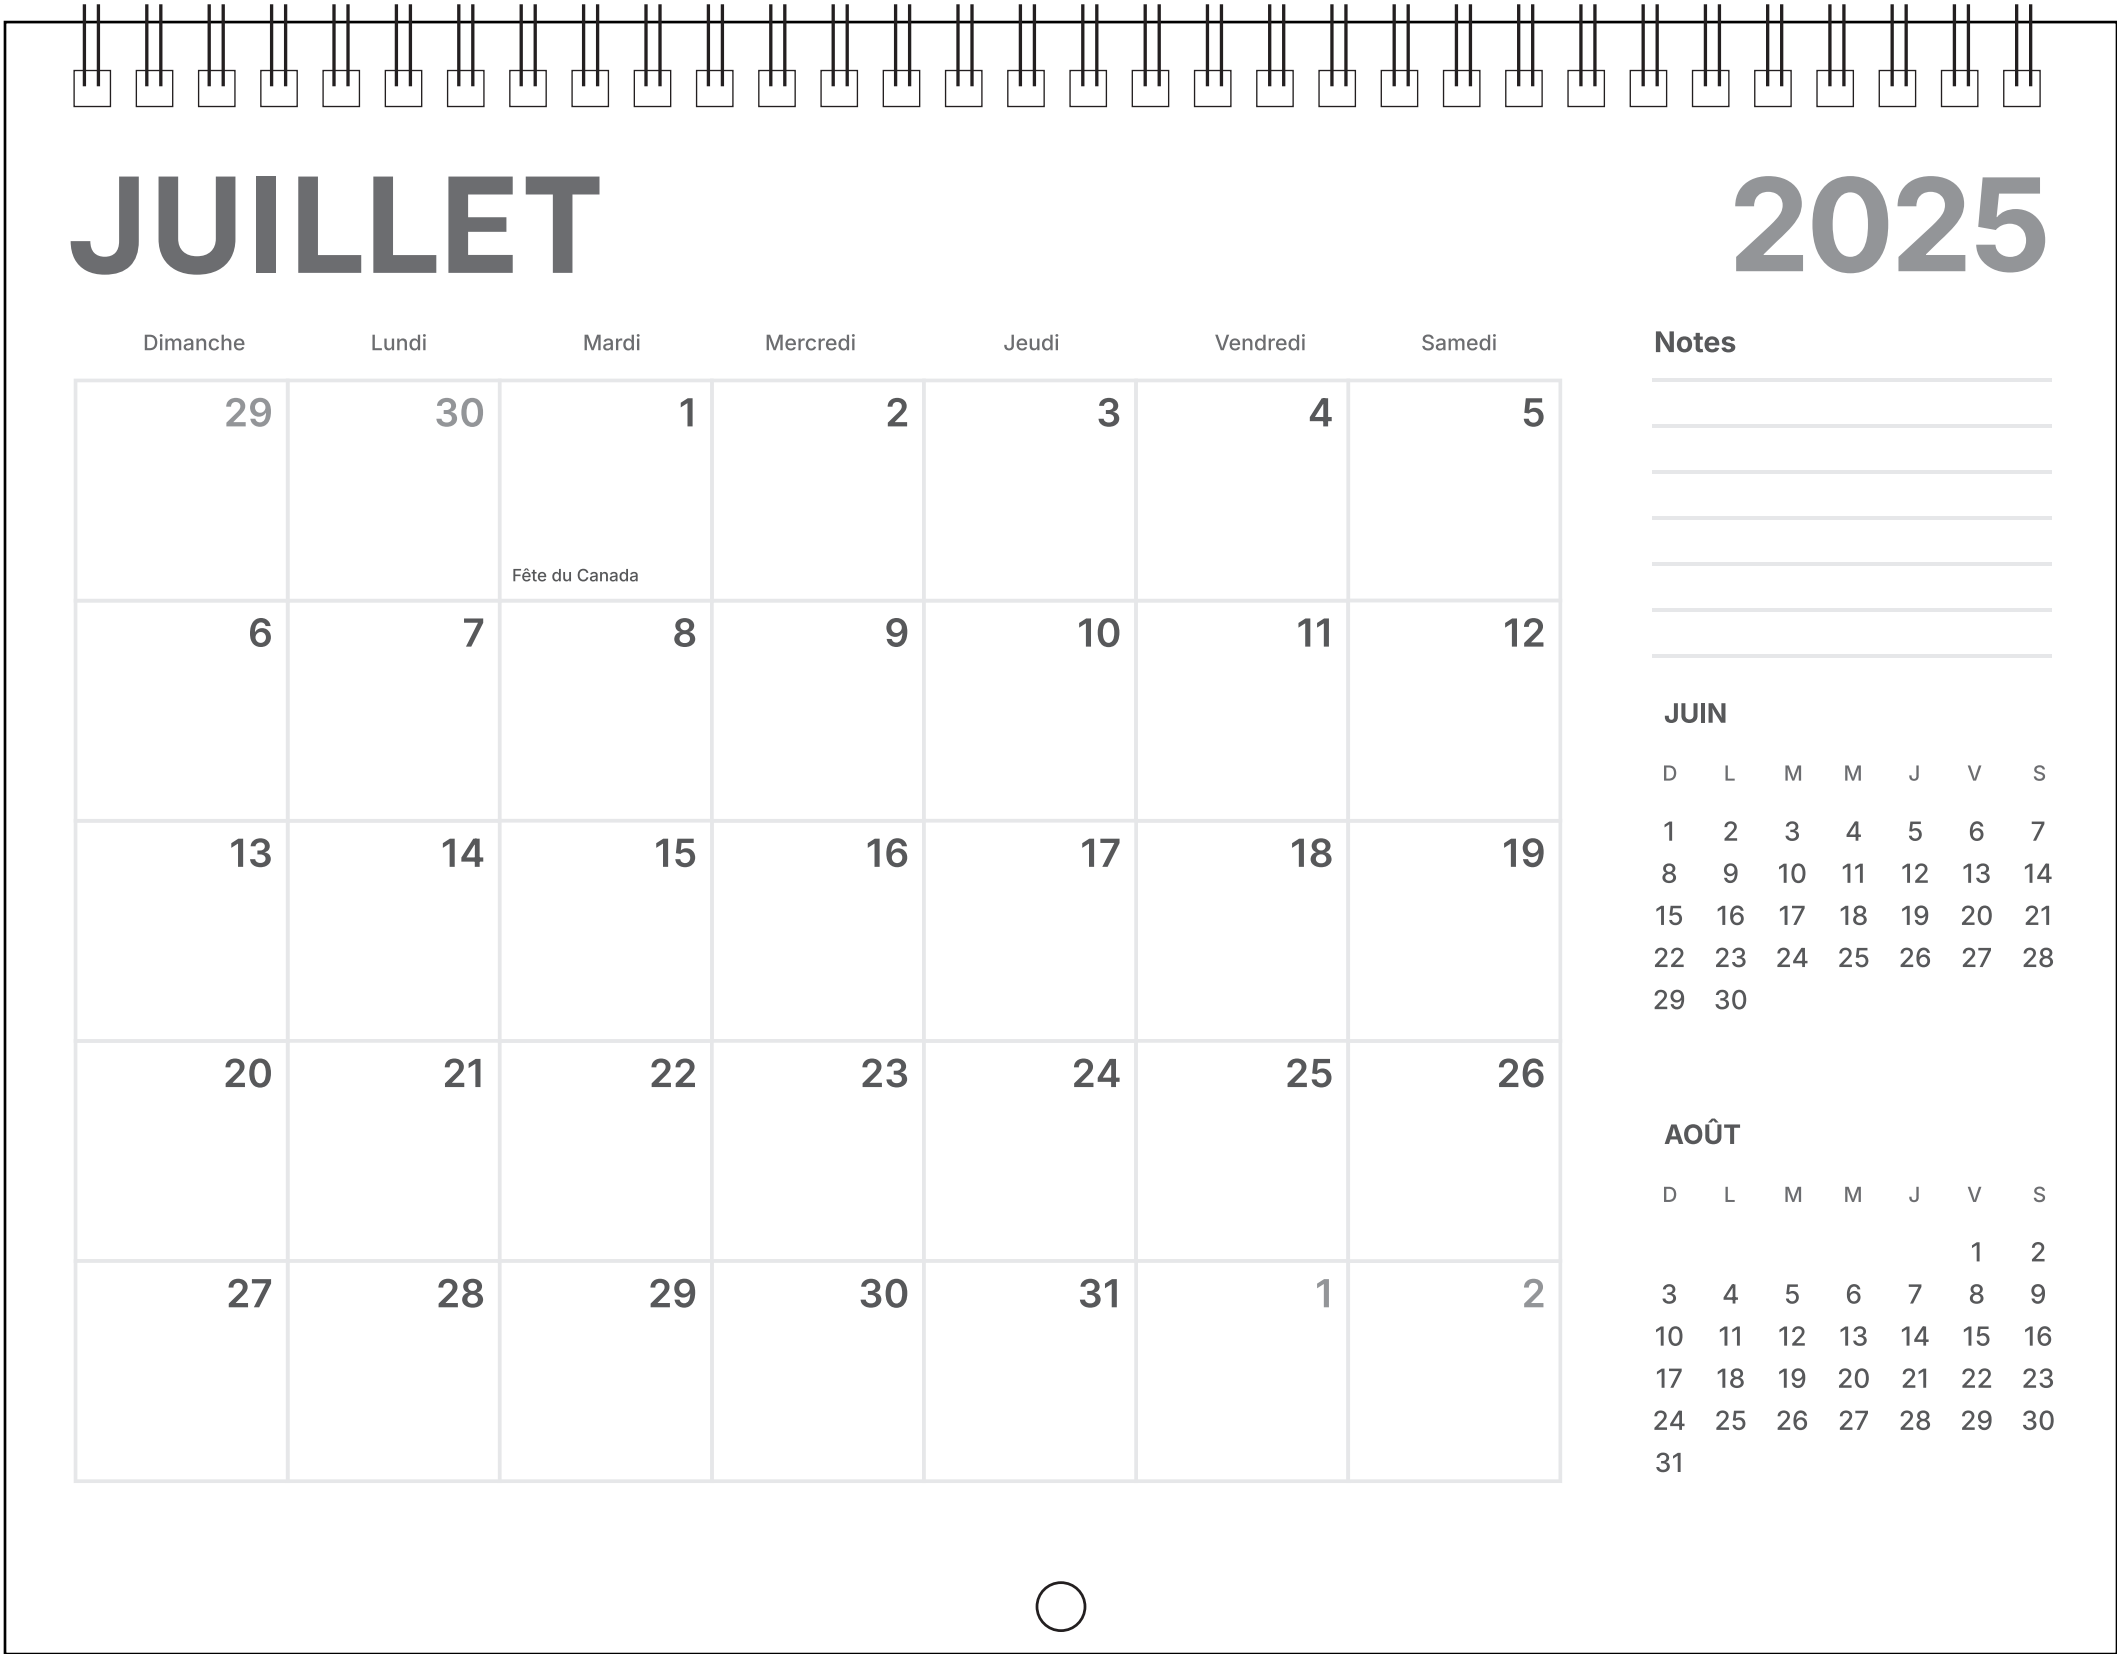 JUILLET 2025
Dimanche Lundi Mardi Mercredi Jeudi Vendredi Samedi
29 30 1 2 3 4 5
Fête du Canada
6 7 8 9 10 11 12
13 14 15 16 17 18 19
20 21 22 23 24 25 26
27 28 29 30 31 1 2
Notes
JUIN
D L M M J V S
1 2 3 4 5 6 7
8 9 10 11 12 13 14
15 16 17 18 19 20 21
22 23 24 25 26 27 28
29 30
AOÛT
D L M M J V S
1 2
3 4 5 6 7 8 9
10 11 12 13 14 15 16
17 18 19 20 21 22 23
24 25 26 27 28 29 30
31